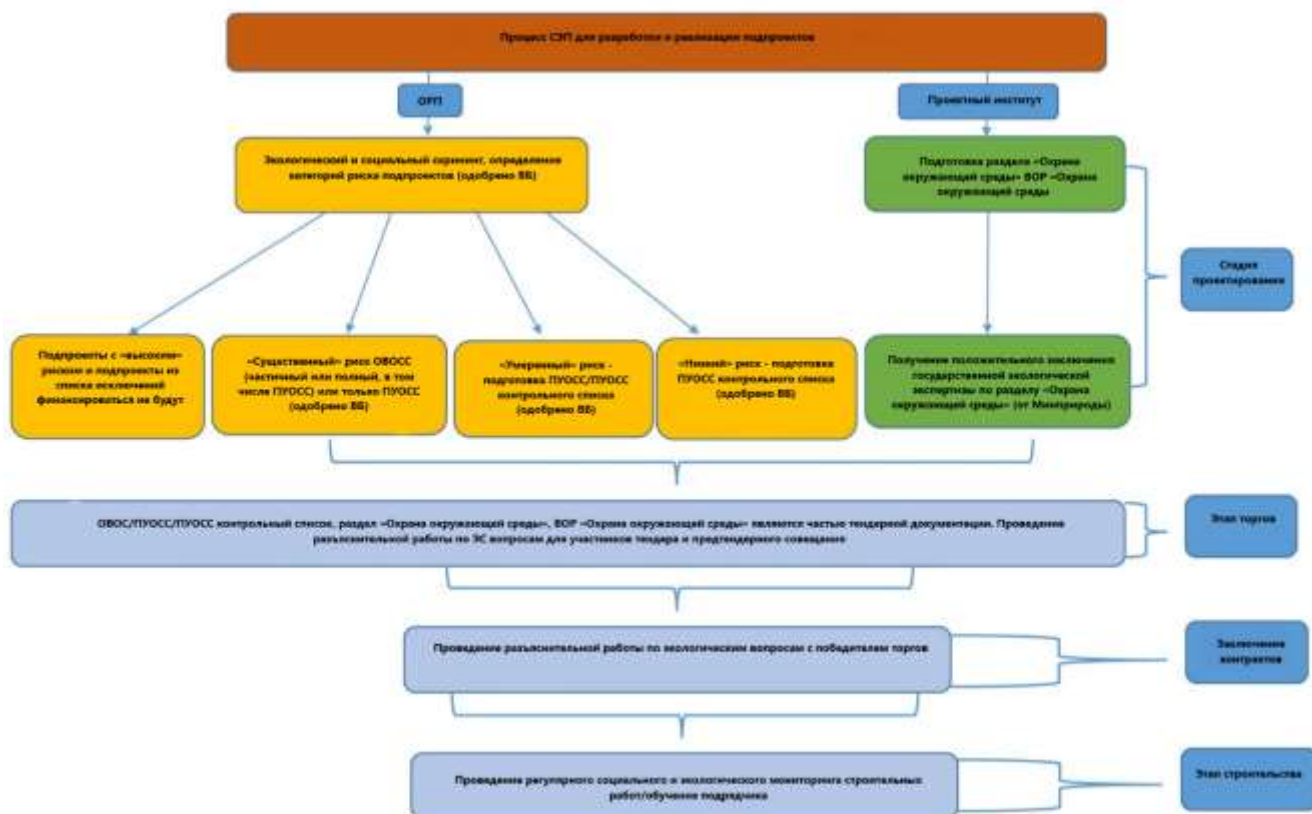 Процесс СЭП для разработки и реализации подпроектов
ОРП
Проектный институт
Экологический и социальный скрининг, определение
категорий риска подпроектов (одобрено ВБ)
Подготовка раздела «Охрана
окружающей среды» ВОР «Охрана
окружающей среды
Стадия
проектирования
Подпроекты с «высоким»
риском и подпроекты из
списка исключений
финансироваться не будут
«Существенный» риск ОВОСС
(частичный или полный, в том
числе ПУОСС) или только ПУОСС
(одобрено ВБ)
«Умеренный» риск -
подготовка ПУОСС/ПУОСС
контрольного списка
(одобрено ВБ)
«Низкий» риск - подготовка
ПУОСС контрольного списка
(одобрено ВБ)
Получение положительного заключения
государственной экологической
экспертизы по разделу «Охрана
окружающей среды» (от Минприроды)
ОВОС/ПУОСС/ПУОСС контрольный список, раздел «Охрана окружающей среды», ВОР «Охрана окружающей среды» являются частью тендерной документации. Проведение
разъяснительной работы по ЭС вопросам для участников тендера и предтендерного совещания
Этап торгов
Проведение разъяснительной работы по экологическим вопросам с победителем торгов
Заключение
контрактов
Проведение регулярного социального и экологического мониторинга строительных
работ/обучение подрядчика
Этап строительства